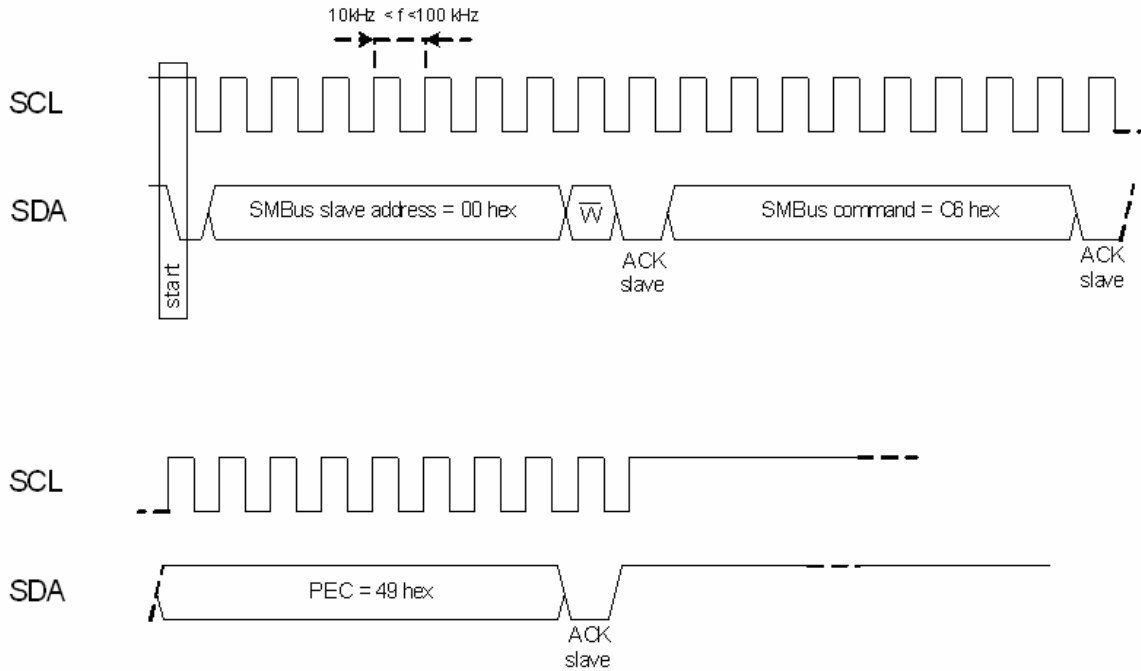 10kHz < f <100 kHz
SCL
SDA
SMBus slave address = 00 hex
W
SMBus command = C6 hex
start
ACK
slave
ACK
slave
SCL
SDA
PEC = 49 hex
ACK
slave